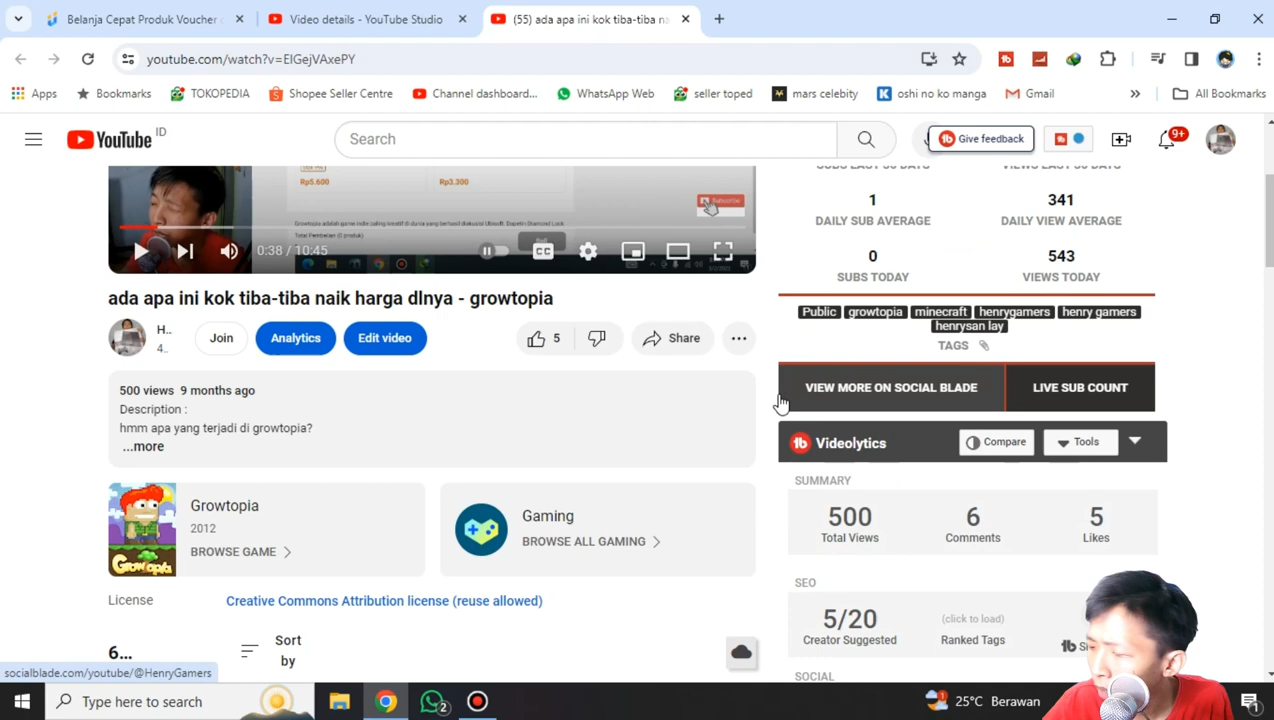 Belanja Cepat Produk Voucher
Video details - YouTube Studio
(55) ada apa ini kok tiba-tiba na
youtube.com/watch?v=EIGejVAxePY
Apps
Bookmarks
TOKOPEDIA
Shopee Seller Centre
Channel dashboard...
WhatsApp Web
seller toped
mars celebity
oshi no ko manga
Gmail
All Bookmarks
YouTube ID
Search
Give feedback
9+
Rp5.600
Rp3.300
Subscribe
0:38 / 10:45
CC
1
DAILY SUB AVERAGE
341
DAILY VIEW AVERAGE
0
SUBS TODAY
543
VIEWS TODAY
ada apa ini kok tiba-tiba naik harga dlnya - growtopia
H..
4..
Join
Analytics
Edit video
5
Share
Public
growtopia
minecraft
henrygamers
henry gamers
henrysan lay
TAGS
VIEW MORE ON SOCIAL BLADE
LIVE SUB COUNT
500 views 9 months ago
Description :
hmm apa yang terjadi di growtopia?
...more
Videolytics
Compare
Tools
SUMMARY
500
Total Views
6
Comments
5
Likes
Growtopia
2012
BROWSE GAME
Gaming
BROWSE ALL GAMING
SEO
5/20
Creator Suggested
(click to load)
Ranked Tags
License
Creative Commons Attribution license (reuse allowed)
6...
Sort
by
SOCIAL
socialblade.com/youtube/@HenryGamers
Type here to search
2
25°C Berawan
1